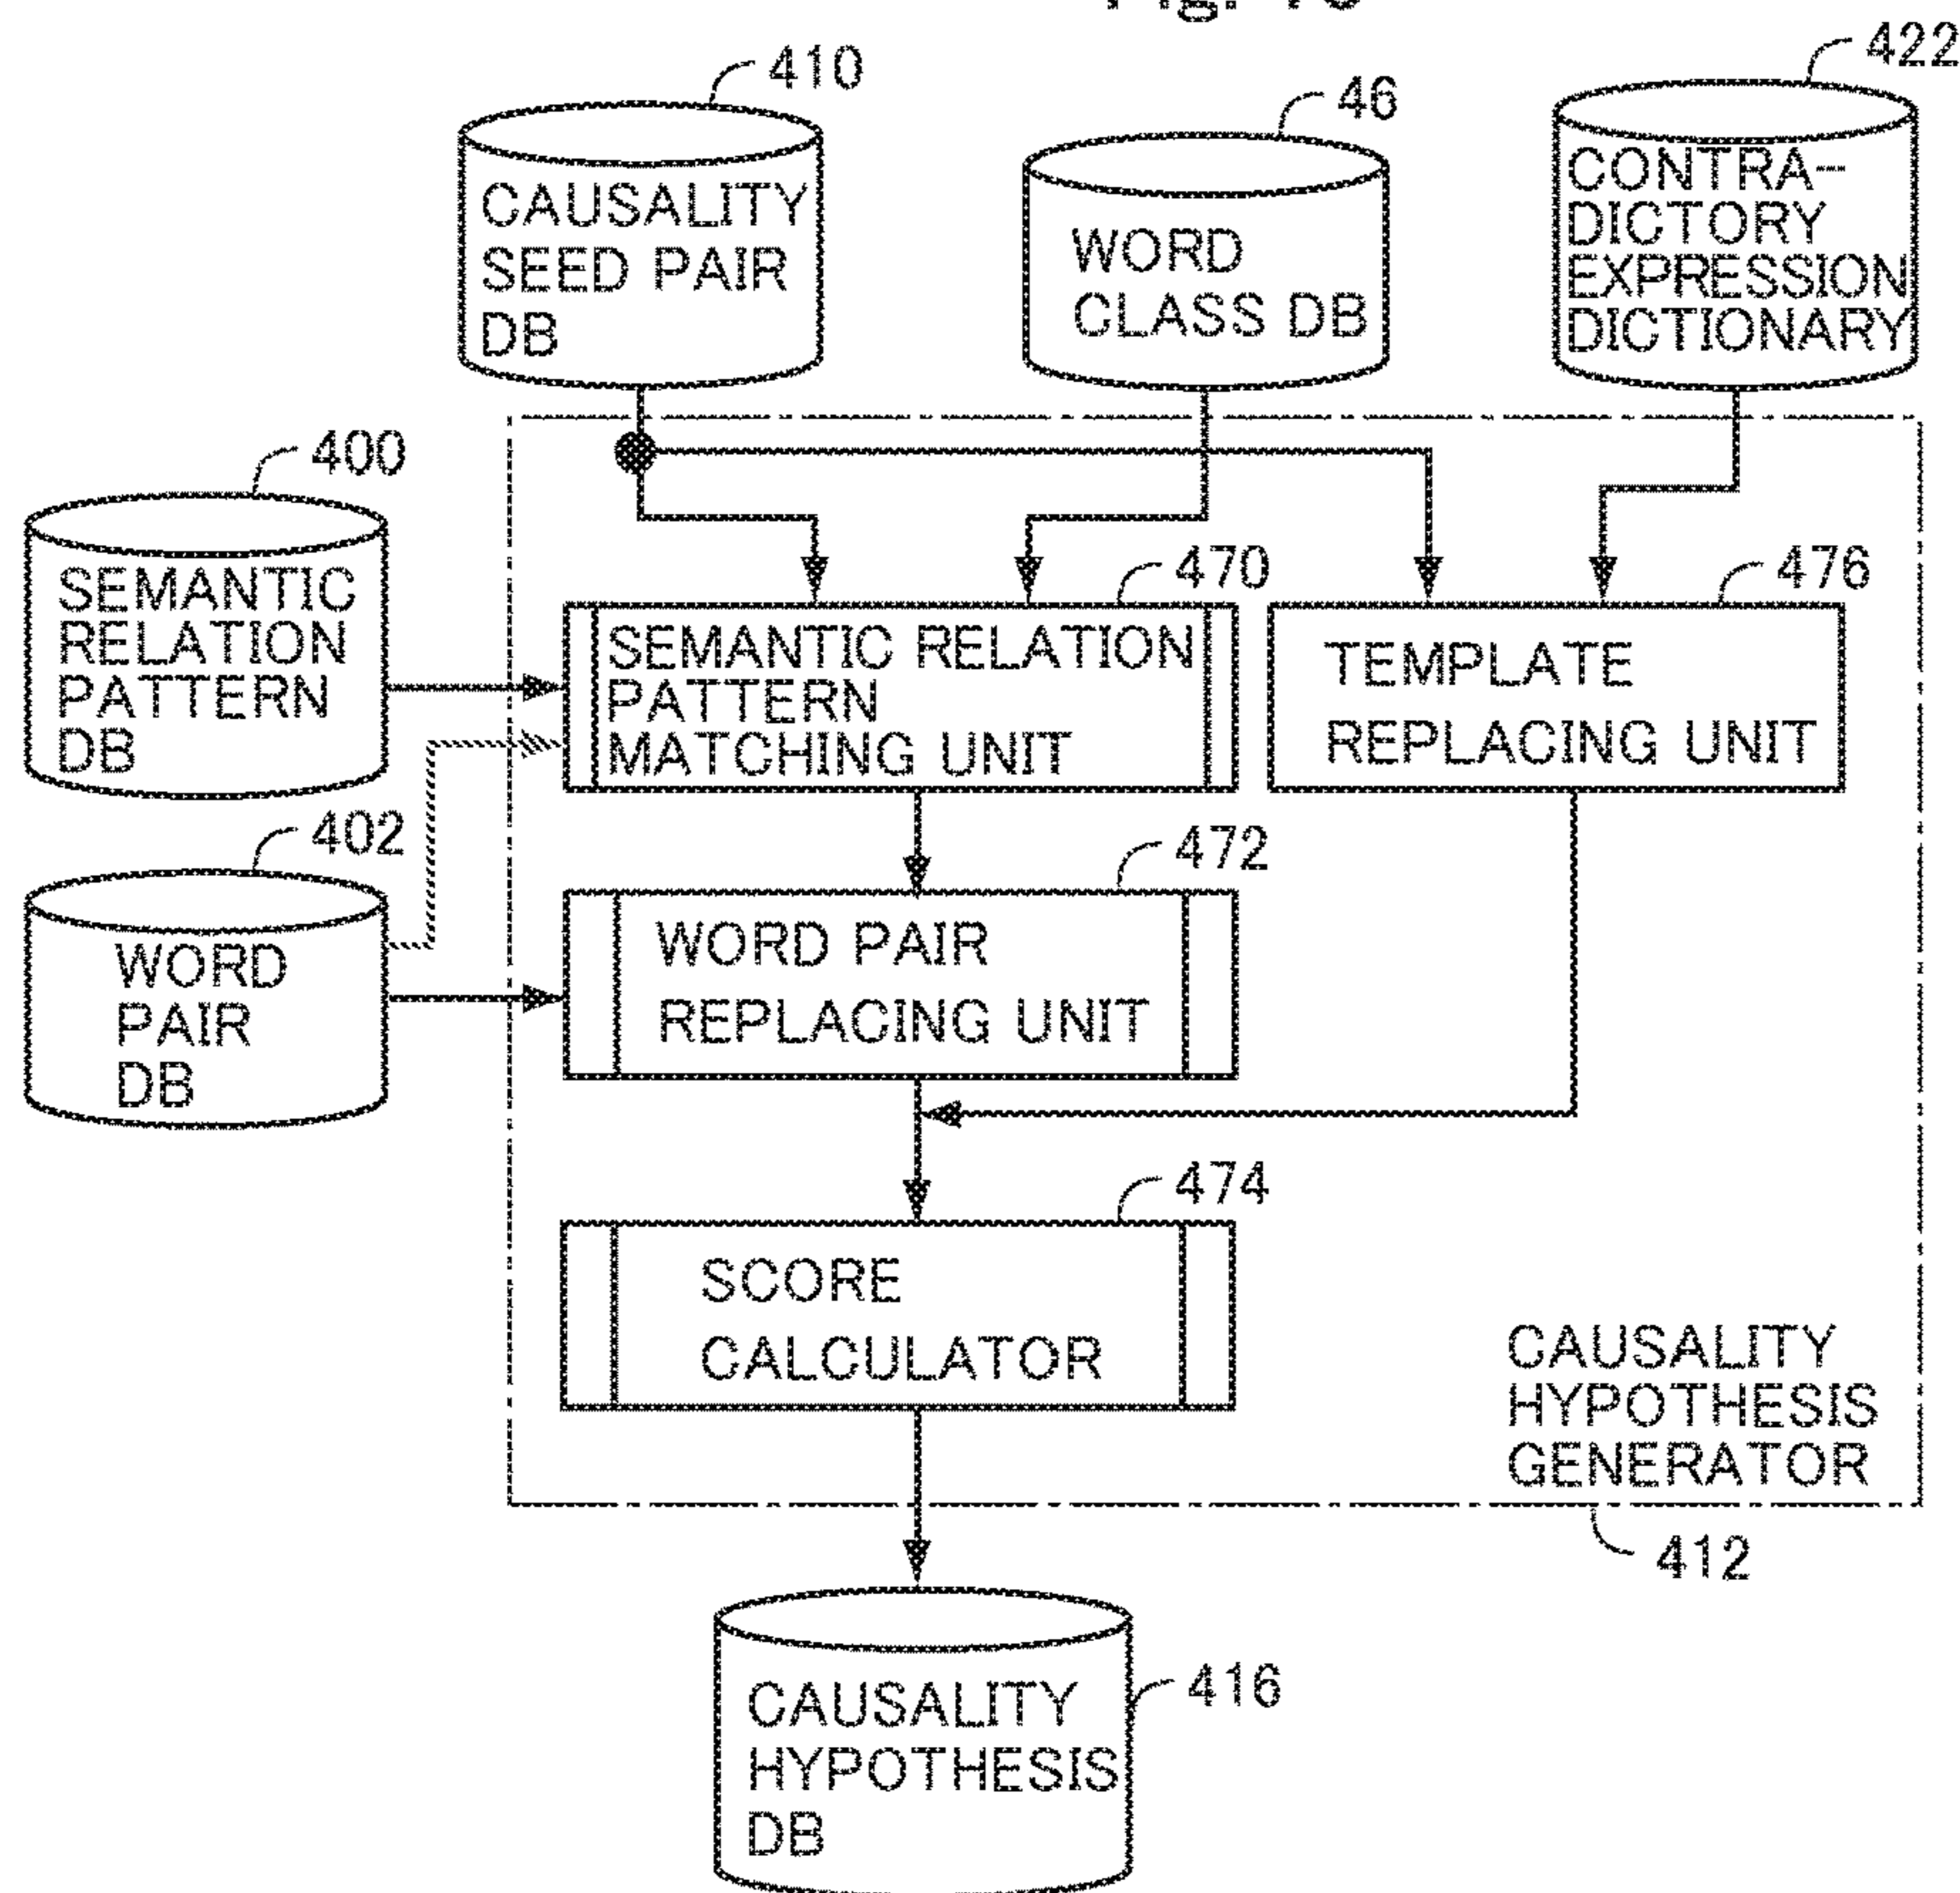 410
46
422
CAUSALITY
SEED PAIR
DB
WORD
CLASS DB
CONTRA-
DICTORY
EXPRESSION
DICTIONARY
400
SEMANTIC
RELATION
PATTERN
DB
470
SEMANTIC RELATION
PATTERN
MATCHING UNIT
476
TEMPLATE
REPLACING UNIT
402
WORD
PAIR
DB
472
WORD PAIR
REPLACING UNIT
474
SCORE
CALCULATOR
CAUSALITY
HYPOTHESIS
GENERATOR
412
416
CAUSALITY
HYPOTHESIS
DB